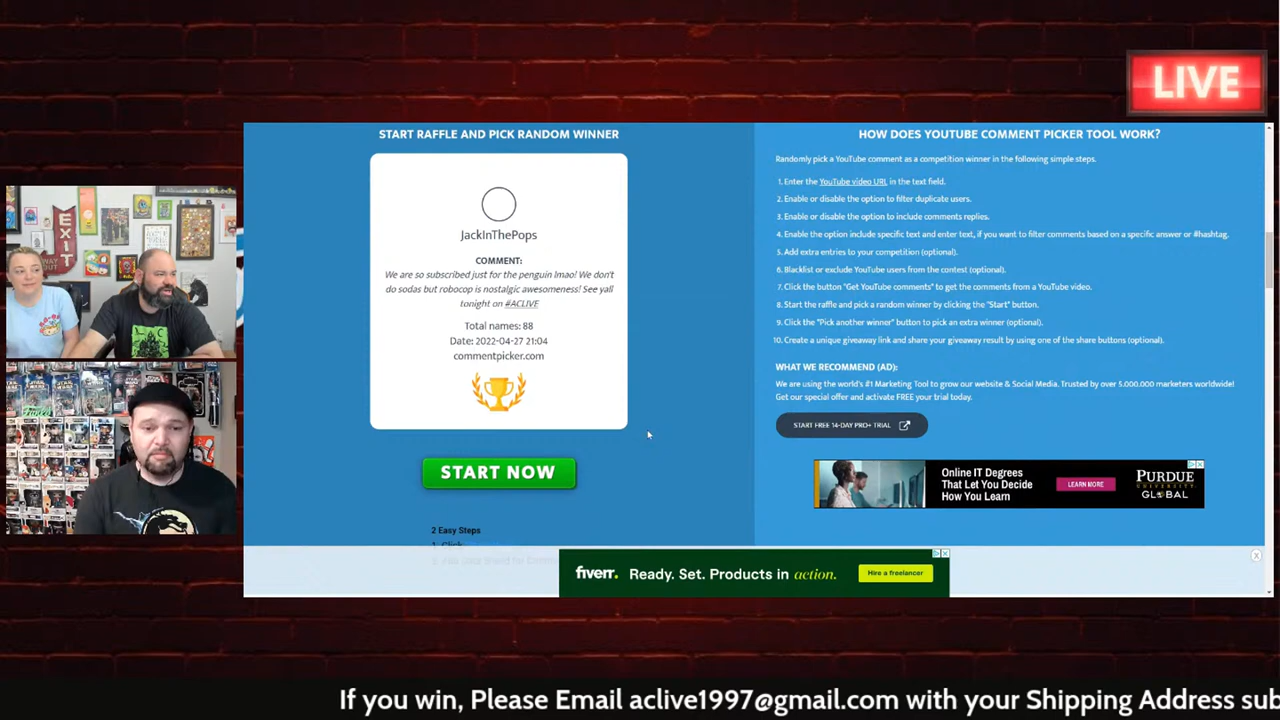 LIVE
START RAFFLE AND PICK RANDOM WINNER
JackInThePops
COMMENT:
We are so subscribed just for the penguin lmao! We don't
do sodas but robocop is nostalgic awesomeness! See yall
tonight on #ACLIVE
Total names: 88
Date: 2022-04-27 21:04
commentpicker.com
START NOW
2 Easy Steps
1. Click
HOW DOES YOUTUBE COMMENT PICKER TOOL WORK?
Randomly pick a YouTube comment as a competition winner in the following simple steps.
1. Enter the YouTube video URL in the text field.
2. Enable or disable the option to filter duplicate users.
3. Enable or disable the option to include comments replies.
4. Enable the option include specific text and enter text, if you want to filter comments based on a specific answer or #hashtag.
5. Add extra entries to your competition (optional).
6. Blacklist or exclude YouTube users from the contest (optional).
7. Click the button "Get YouTube comments" to get the comments from a YouTube video.
8. Start the raffle and pick a random winner by clicking the "Start" button.
9. Click the "Pick another winner" button to pick an extra winner (optional).
10. Create a unique giveaway link and share your giveaway result by using one of the share buttons (optional).
WHAT WE RECOMMEND (AD):
We are using the world's #1 Marketing Tool to grow our website & Social Media. Trusted by over 5.000.000 marketers worldwide!
Get our special offer and activate FREE your trial today.
START FREE 14-DAY PRO+ TRIAL
Online IT Degrees
That Let You Decide
How You Learn
LEARN MORE
PURDUE
UNIVERSITY
GLOBAL
fiverr. Ready. Set. Products in action.
Hire a freelancer
EXIT
If you win, Please Email aclive1997@gmail.com with your Shipping Address sub